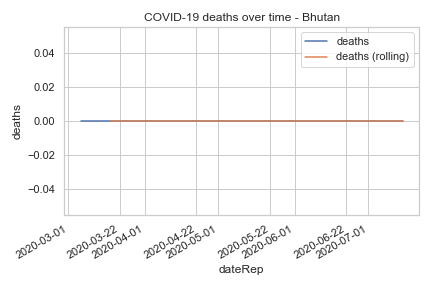 COVID-19 deaths over time - Bhutan
deaths
deaths (rolling)
0.04
0.02
0.00
−0.02
−0.04
deaths
2020-03-01
2020-03-22
2020-04-01
2020-04-22
2020-05-01
2020-05-22
2020-06-01
2020-06-22
2020-07-01
dateRep